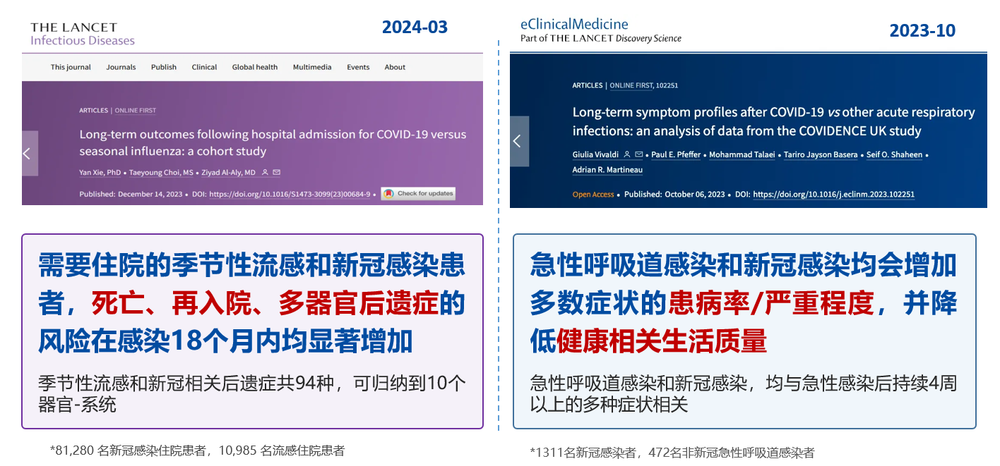 THE LANCET
Infectious Diseases
2024-03
This journal Journals Publish Clinical Global health Multimedia Events About
ARTICLES | ONLINE FIRST
Long-term outcomes following hospital admission for COVID-19 versus
seasonal influenza: a cohort study
Yan Xie, PhD • Taeyoung Choi, MS • Ziyad Al-Aly, MD
Published: December 14, 2023 • DOI: https://doi.org/10.1016/S1473-3099(23)00684-9 • Check for updates
需要住院的季节性流感和新冠感染患
者，死亡、再入院、多器官后遗症的
风险在感染18个月内均显著增加
季节性流感和新冠相关后遗症共94种，可归纳到10个
器官-系统
*81,280 名新冠感染住院患者，10,985 名流感住院患者
eClinicalMedicine
Part of THE LANCET Discovery Science
2023-10
ARTICLES | ONLINE FIRST, 102251
Long-term symptom profiles after COVID-19 vs other acute respiratory
infections: an analysis of data from the COVIDENCE UK study
Giulia Vivaldi • Paul E. Pfeffer • Mohammad Talaei • Tariro Jayson Basera • Seif O. Shaheen •
Adrian R. Martineau
Open Access • Published: October 06, 2023 • DOI: https://doi.org/10.1016/j.eclinm.2023.102251
急性呼吸道感染和新冠感染均会增加
多数症状的患病率/严重程度，并降
低健康相关生活质量
急性呼吸道感染和新冠感染，均与急性感染后持续4周
以上的多种症状相关
*1311名新冠感染者，472名非新冠急性呼吸道感染者